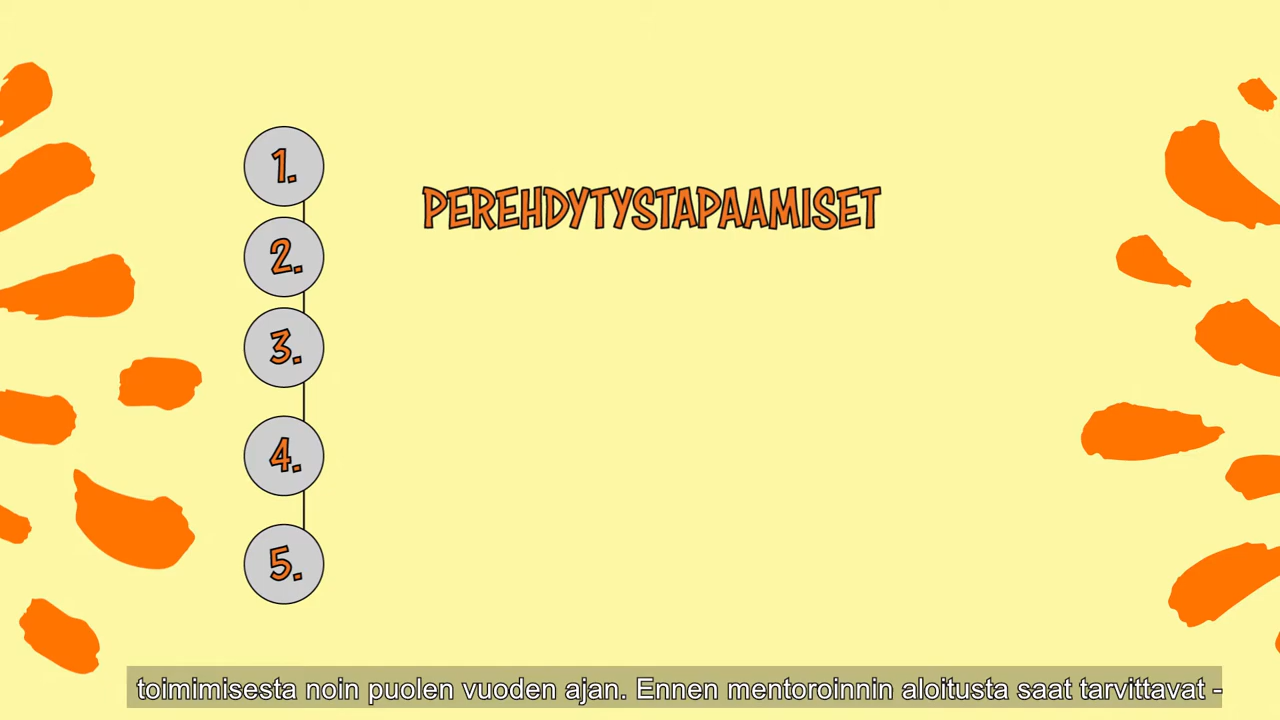 1.
PEREHDYTYSTAPAAMISET
2.
3.
4.
5.
toimimisesta noin puolen vuoden ajan. Ennen mentoroinnin aloitusta saat tarvittavat -